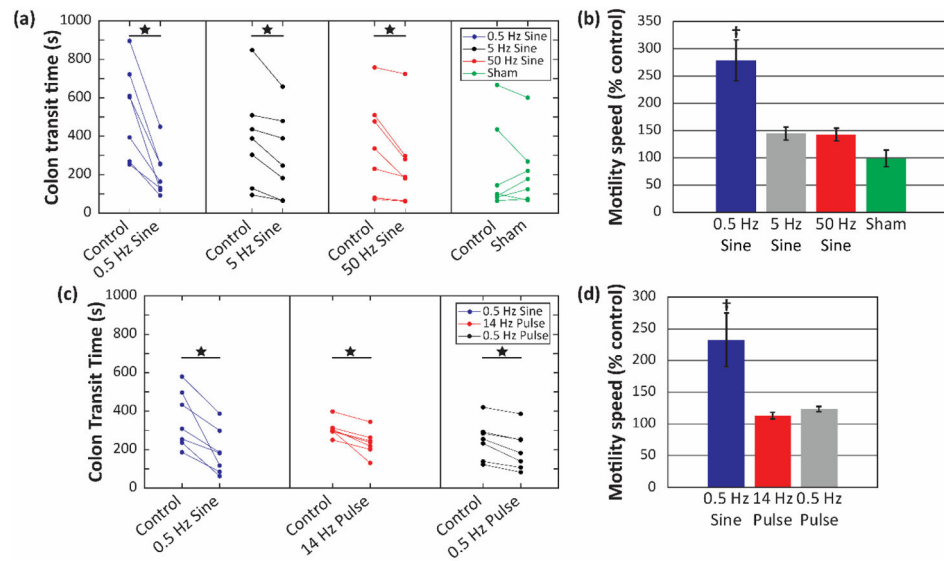 (a)
Colon transit time (s)
1000
800
600
400
200
0
★
★
★
0.5 Hz Sine
5 Hz Sine
50 Hz Sine
Sham
Control
0.5 Hz Sine
Control
5 Hz Sine
Control
50 Hz Sine
Control
Sham
(b)
Motility speed (% control)
350
300
250
200
150
100
50
0
†
0.5 Hz Sine
5 Hz Sine
50 Hz Sine
Sham
(c)
Colon Transit Time (s)
1000
800
600
400
200
0
★
★
★
0.5 Hz Sine
14 Hz Pulse
0.5 Hz Pulse
Control
0.5 Hz Sine
Control
14 Hz Pulse
Control
0.5 Hz Pulse
(d)
Motility speed (% control)
300
250
200
150
100
50
0
†
0.5 Hz 14 Hz 0.5 Hz
Sine Pulse Pulse